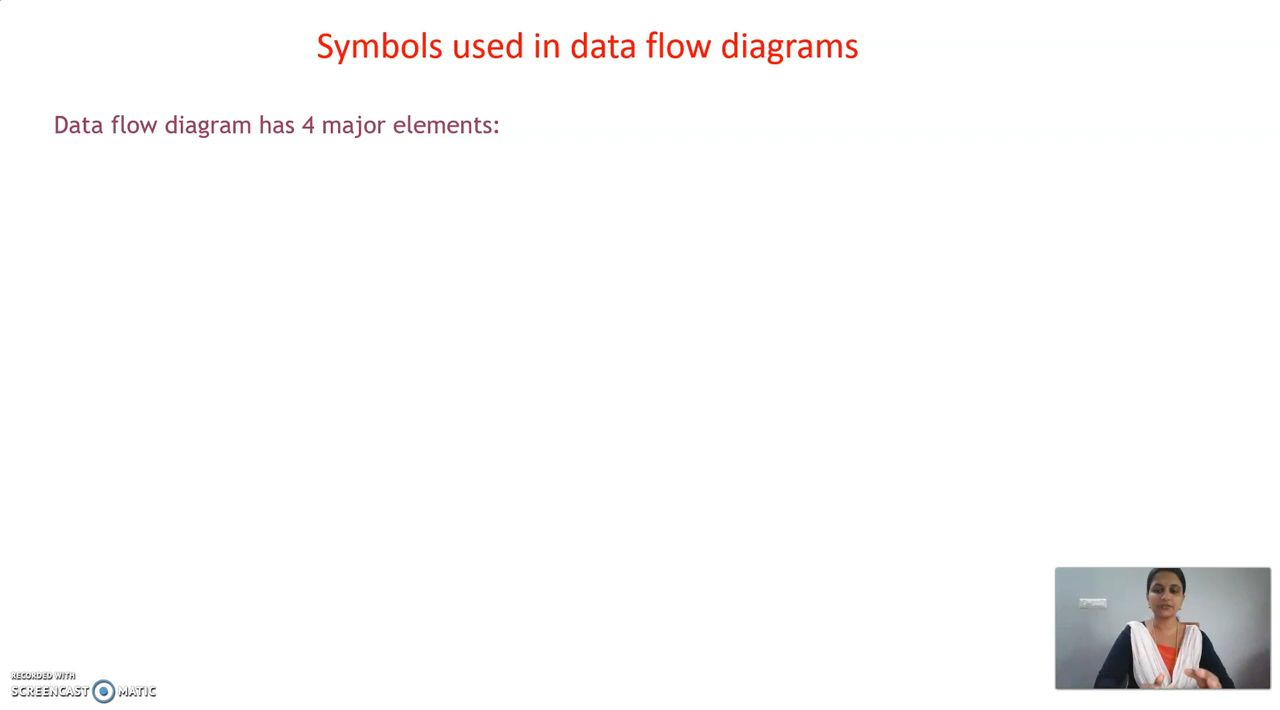 Symbols used in data flow diagrams
Data flow diagram has 4 major elements:
RECORDED WITH
SCREENCAST MATIC